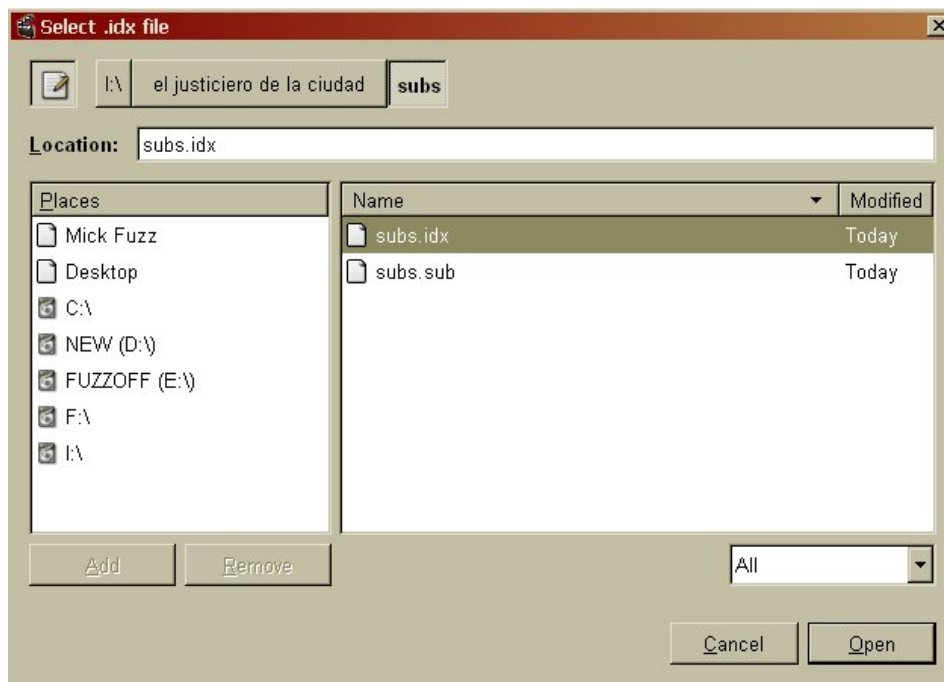 Select .idx file
I:\ el justiciero de la ciudad subs
Location: subs.idx
Places
Mick Fuzz
Desktop
C:\
NEW (D:\)
FUZZOFF (E:\)
F:\
I:\
Name Modified
subs.idx Today
subs.sub Today
Add Remove
All
Cancel Open